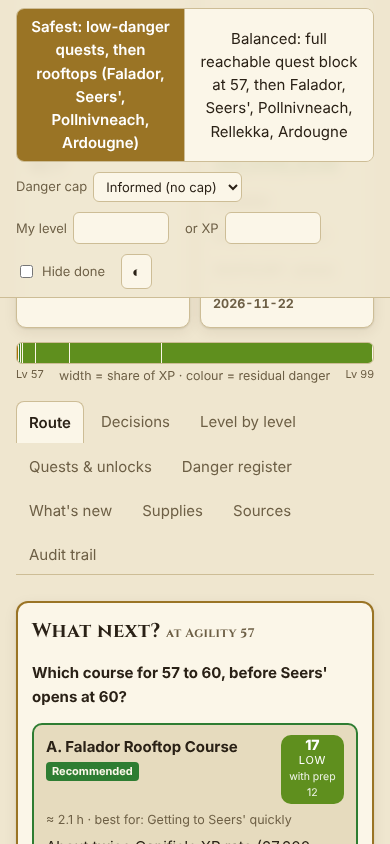 Safest: low-danger
quests, then
rooftops (Falador,
Seers',
Pollnivneach,
Ardougne)
Balanced: full
reachable quest block
at 57, then Falador,
Seers', Pollnivneach,
Rellekka, Ardougne
Danger cap Informed (no cap)
My level or XP
Hide done
2026-11-22
Lv 57 width = share of XP · colour = residual danger Lv 99
Route Decisions Level by level
Quests & unlocks Danger register
What's new Supplies Sources
Audit trail
What next? at Agility 57
Which course for 57 to 60, before Seers'
opens at 60?
A. Falador Rooftop Course
Recommended
17
LOW
with prep
12
≈ 2.1 h · best for: Getting to Seers' quickly